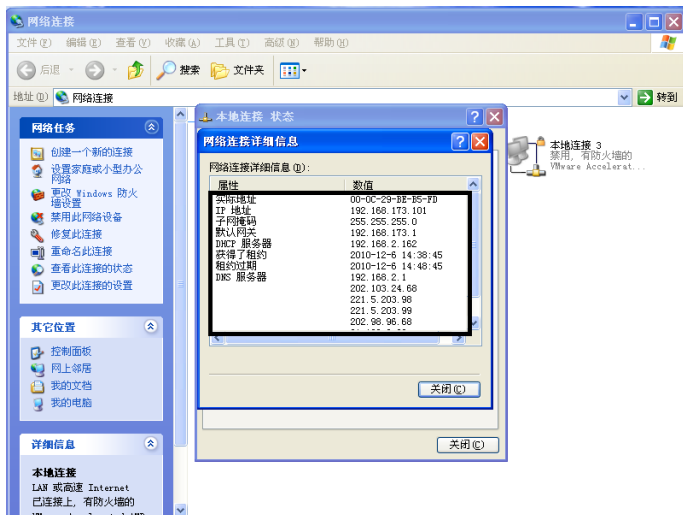 网络连接
文件(F) 编辑(E) 查看(V) 收藏(A) 工具(T) 高级(N) 帮助(H)
后退 搜索 文件夹
地址(D) 网络连接 转到
网络任务
创建一个新的连接
设置家庭或小型办公
网络
更改 Windows 防火
墙设置
禁用此网络设备
修复此连接
重命名此连接
查看此连接的状态
更改此连接的设置
其它位置
控制面板
网上邻居
我的文档
我的电脑
详细信息
本地连接
LAN 或高速 Internet
已连接上, 有防火墙的
本地连接 状态
网络连接详细信息
网络连接详细信息(D):
属性 数值
实际地址 00-0C-29-BE-B5-FD
IP 地址 192.168.173.101
子网掩码 255.255.255.0
默认网关 192.168.173.1
DHCP 服务器 192.168.2.162
获得了租约 2010-12-6 14:38:45
租约过期 2010-12-6 14:48:45
DNS 服务器 192.168.2.1
202.103.24.68
221.5.203.98
221.5.203.99
202.98.96.68
关闭(C)
关闭(C)
本地连接 3
禁用, 有防火墙的
VMware Accelerat...